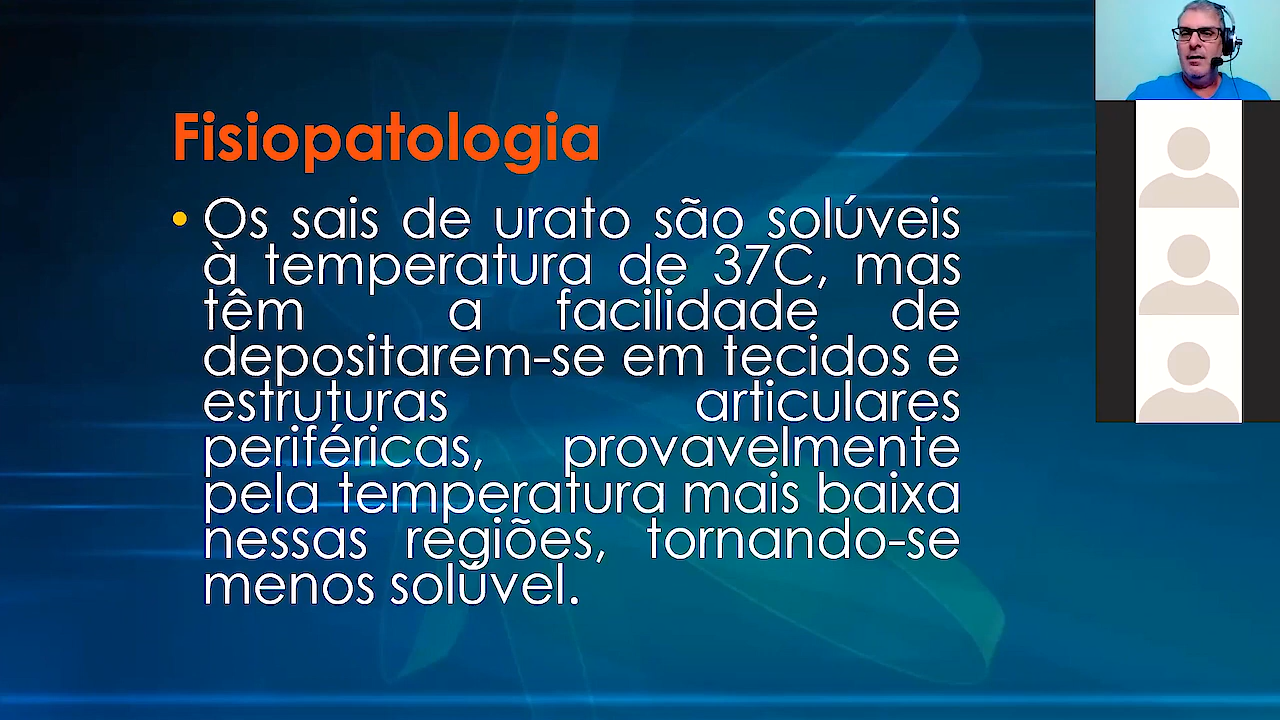 Fisiopatologia
• Os sais de urato são solúveis
à temperatura de 37C, mas
têm a facilidade de
depositarem-se em tecidos e
estruturas articulares
periféricas, provavelmente
pela temperatura mais baixa
nessas regiões, tornando-se
menos solúvel.